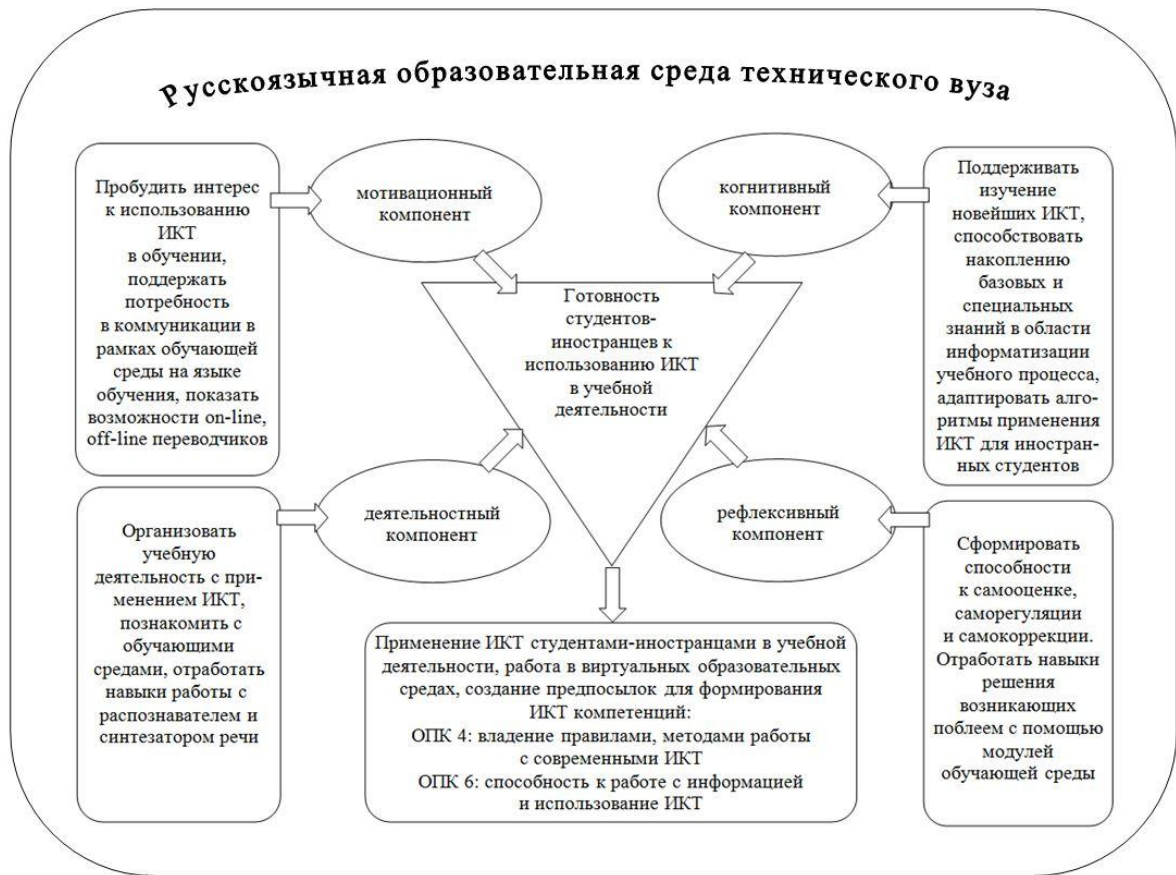 Русскоязычная образовательная среда технического вуза
Пробудить интерес
к использованию
ИКТ
в обучении,
поддержать
потребность
в коммуникации в
рамках обучающей
среды на языке
обучения, показать
возможности on-line,
off-line переводчиков
мотивационный
компонент
когнитивный
компонент
Поддерживать
изучение
новейших ИКТ,
способствовать
накоплению
базовых и
специальных
знаний в области
информатизации
учебного процесса,
адаптировать алго-
ритмы применения
ИКТ для иностран-
ных студентов
Готовность
студентов-
иностранцев к
использованию ИКТ
в учебной
деятельности
Организовать
учебную
деятельность с при-
менением ИКТ,
познакомить с
обучающими
средами, отработать
навыки работы с
распознавателем и
синтезатором речи
деятельностный
компонент
рефлексивный
компонент
Сформировать
способности
к самооценке,
саморегуляции
и самокоррекции.
Отработать навыки
решения
возникающих
поблеем с помощью
модулей
обучающей среды
Применение ИКТ студентами-иностранцами в учебной
деятельности, работа в виртуальных образовательных
средах, создание предпосылок для формирования
ИКТ компетенций:
ОПК 4: владение правилами, методами работы
с современными ИКТ
ОПК 6: способность к работе с информацией
и использование ИКТ